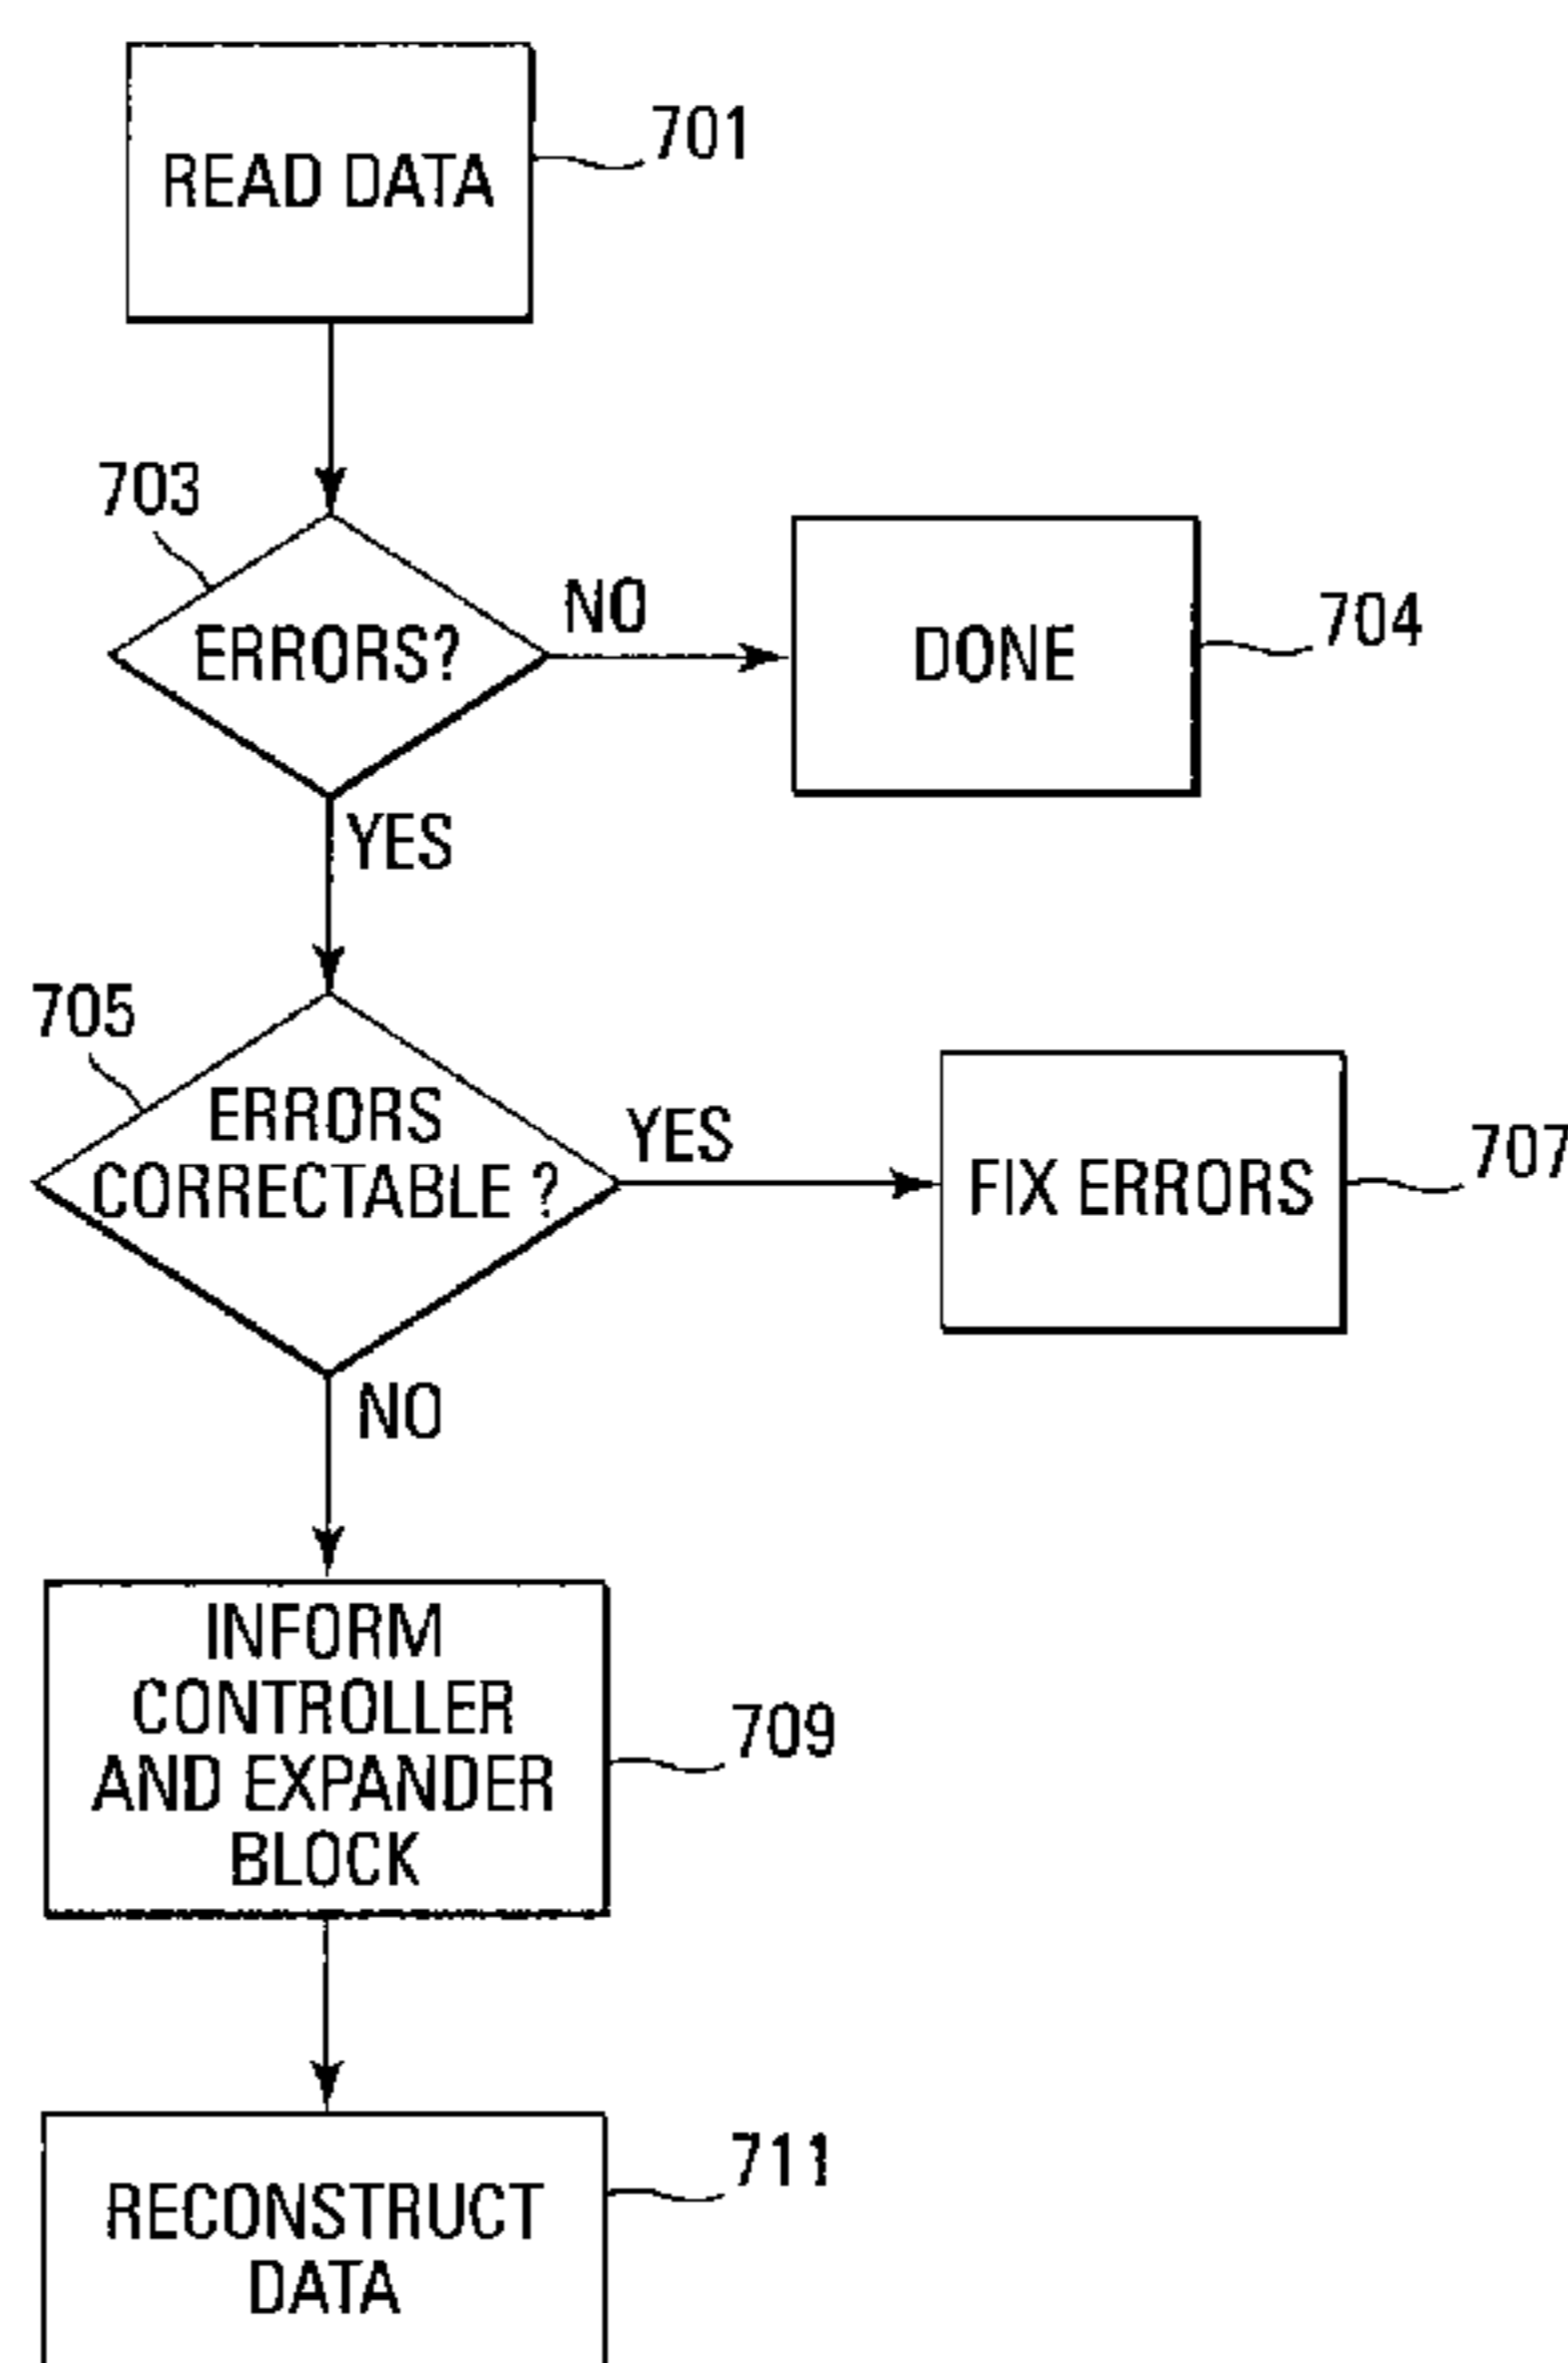 READ DATA
701
703
ERRORS?
NO
DONE
704
YES
705
ERRORS
CORRECTABLE ?
YES
FIX ERRORS
707
NO
INFORM
CONTROLLER
AND EXPANDER
BLOCK
709
RECONSTRUCT
DATA
711